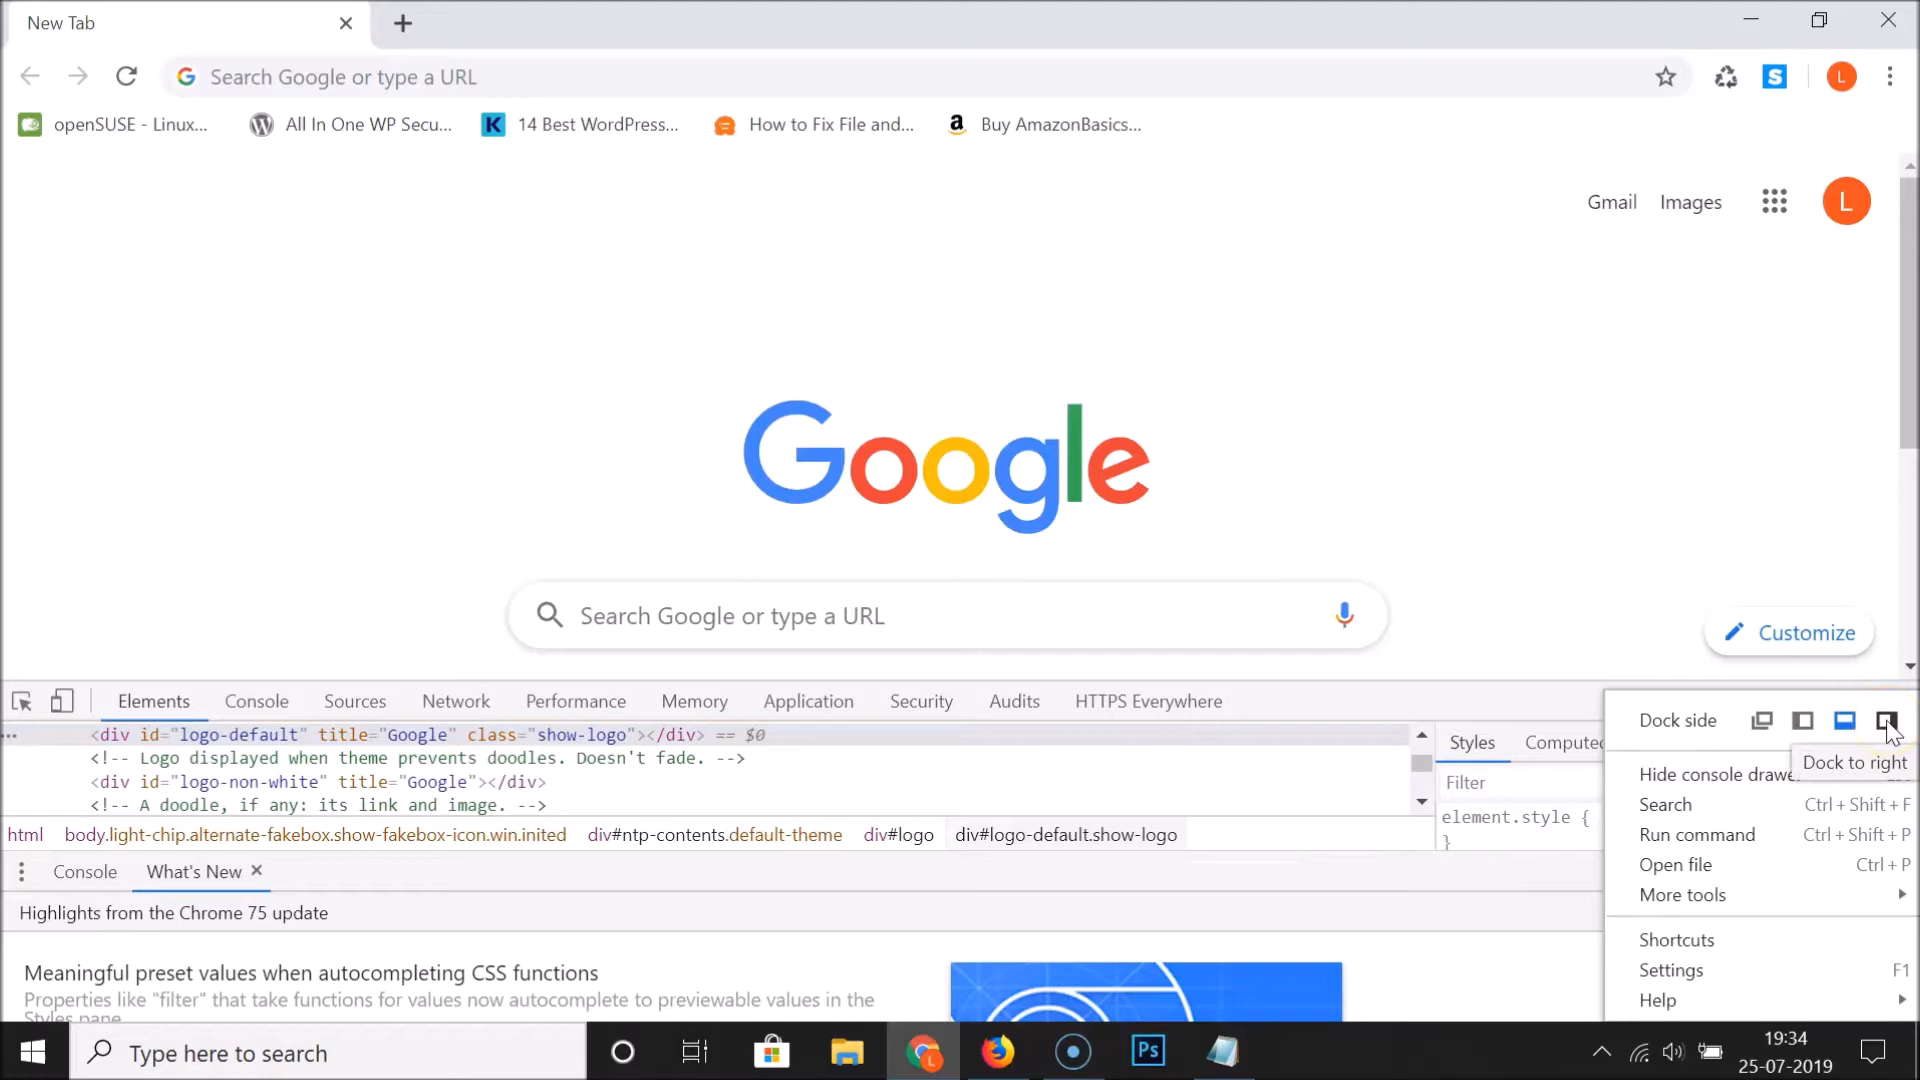 New Tab
Search Google or type a URL
S
L
openSUSE - Linux...
All In One WP Secu...
K
14 Best WordPress...
How to Fix File and...
a
Buy AmazonBasics...
Gmail
Images
L
Google
Search Google or type a URL
Customize
Elements
Console
Sources
Network
Performance
Memory
Application
Security
Audits
HTTPS Everywhere
Dock side
Dock to right
<div id="logo-default" title="Google" class="show-logo"></div> == $0
<!-- Logo displayed when theme prevents doodles. Doesn't fade. -->
<div id="logo-non-white" title="Google"></div>
<!-- A doodle, if any: its link and image. -->
Styles
Computed
Filter
element.style {
}
Hide console drawer
Search Ctrl + Shift + F
Run command Ctrl + Shift + P
Open file Ctrl + P
More tools
Shortcuts
Settings F1
Help
html
body.light-chip.alternate-fakebox.show-fakebox-icon.win.inited
div#ntp-contents.default-theme
div#logo
div#logo-default.show-logo
Console
What's New
Highlights from the Chrome 75 update
Meaningful preset values when autocompleting CSS functions
Properties like "filter" that take functions for values now autocomplete to previewable values in the
Styles pane.
Type here to search
L
Ps
19:34
25-07-2019